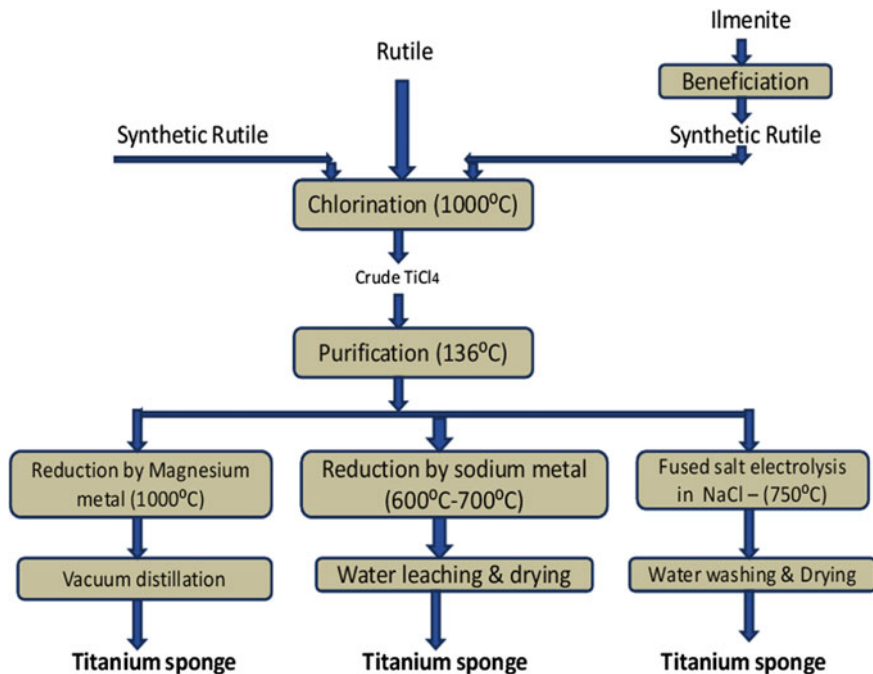 Ilmenite
Rutile
Beneficiation
Synthetic Rutile
Synthetic Rutile
Chlorination (1000⁰C)
Crude TiCl4
Purification (136⁰C)
Reduction by Magnesium
metal (1000⁰C)
Reduction by sodium metal
(600⁰C-700⁰C)
Fused salt electrolysis
in NaCl – (750⁰C)
Vacuum distillation
Water leaching & drying
Water washing & Drying
Titanium sponge
Titanium sponge
Titanium sponge